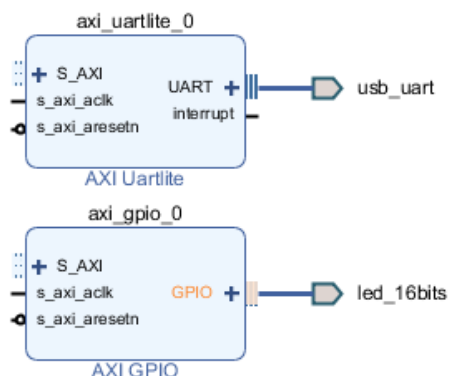 axi_uartlite_0
S_AXI
UART
usb_uart
s_axi_aclk
interrupt
s_axi_aresetn
AXI Uartlite
axi_gpio_0
S_AXI
s_axi_aclk
GPIO
led_16bits
s_axi_aresetn
AXI GPIO